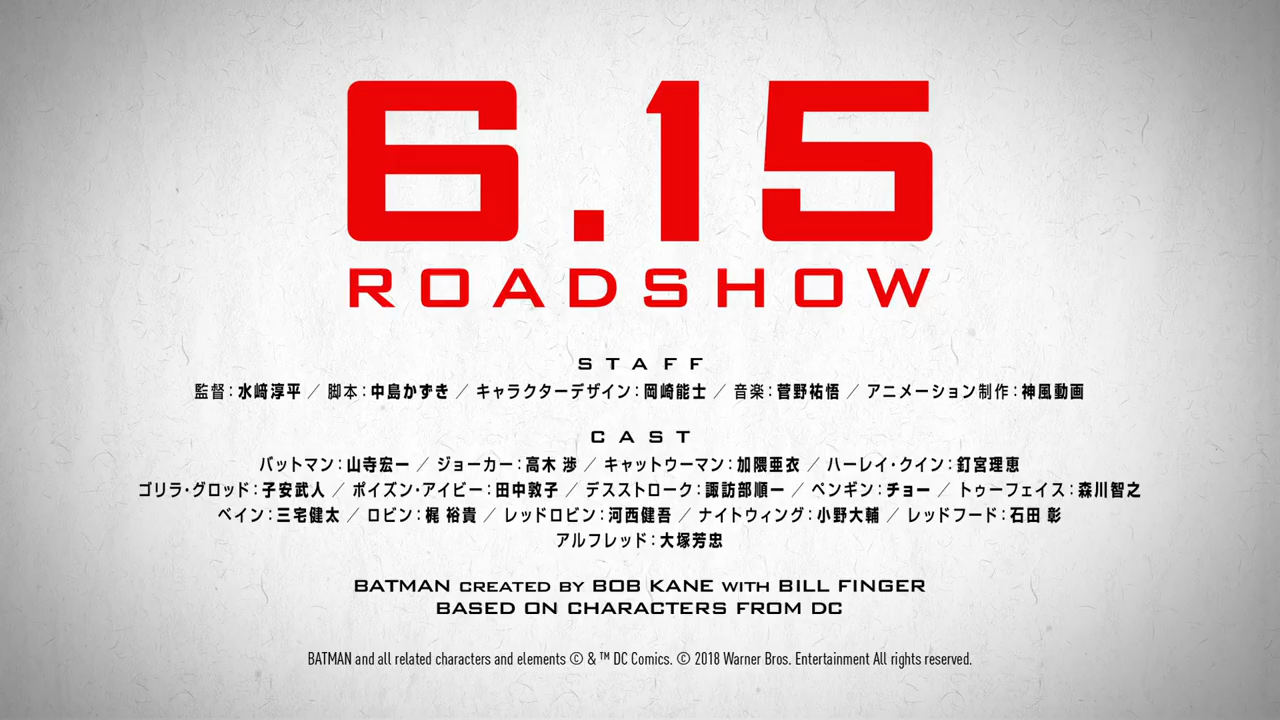 6.15
ROADSHOW
STAFF
監督:水﨑淳平 ／ 脚本:中島かずき ／ キャラクターデザイン:岡崎能士 ／ 音楽:菅野祐悟 ／ アニメーション制作:神風動画
CAST
バットマン:山寺宏一 ／ ジョーカー:高木 渉 ／ キャットウーマン:加隈亜衣 ／ ハーレイ・クイン:釘宮理恵
ゴリラ・グロッド:子安武人 ／ ポイズン・アイビー:田中敦子 ／ デスストローク:諏訪部順一 ／ ペンギン:チョー ／ トゥーフェイス:森川智之
ベイン:三宅健太 ／ ロビン:梶 裕貴 ／ レッドロビン:河西健吾 ／ ナイトウィング:小野大輔 ／ レッドフード:石田 彰
アルフレッド:大塚芳忠
BATMAN CREATED BY BOB KANE WITH BILL FINGER
BASED ON CHARACTERS FROM DC
BATMAN and all related characters and elements © & ™ DC Comics. © 2018 Warner Bros. Entertainment All rights reserved.